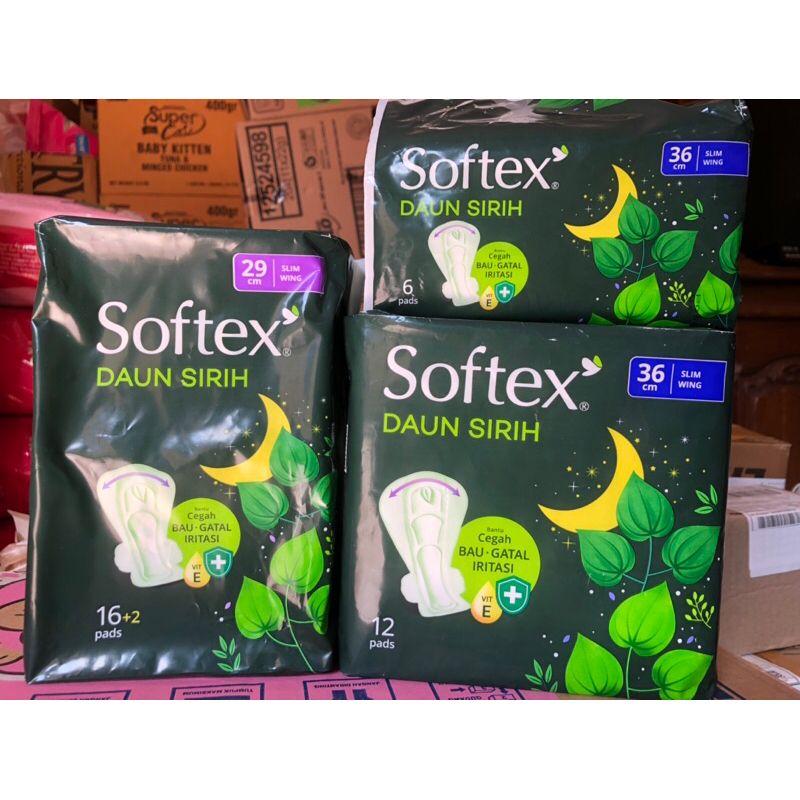 Super
Cat
400gr
BABY KITTEN
TUNA &
MINCED CHICKEN
400gr
12524598
Softex®
DAUN SIRIH
36
cm
SLIM
WING
Bantu
Cegah
BAU·GATAL
IRITASI
VIT
E
6
pads
29
cm
SLIM
WING
Softex®
DAUN SIRIH
Bantu
Cegah
BAU·GATAL
IRITASI
VIT
E
16+2
pads
36
cm
SLIM
WING
Softex®
DAUN SIRIH
Bantu
Cegah
BAU·GATAL
IRITASI
VIT
E
12
pads